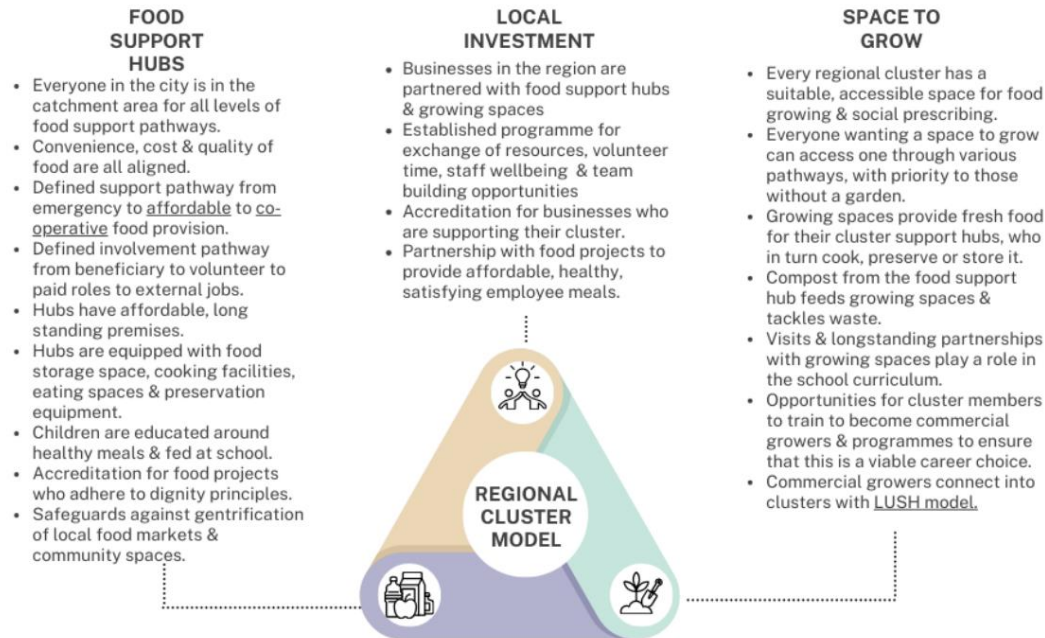 FOOD
SUPPORT
HUBS
• Everyone in the city is in the
catchment area for all levels of
food support pathways.
• Convenience, cost & quality of
food are all aligned.
• Defined support pathway from
emergency to affordable to co-
operative food provision.
• Defined involvement pathway
from beneficiary to volunteer to
paid roles to external jobs.
• Hubs have affordable, long
standing premises.
• Hubs are equipped with food
storage space, cooking facilities,
eating spaces & preservation
equipment.
• Children are educated around
healthy meals & fed at school.
• Accreditation for food projects
who adhere to dignity principles.
• Safeguards against gentrification
of local food markets &
community spaces.
LOCAL
INVESTMENT
• Businesses in the region are
partnered with food support hubs
& growing spaces
• Established programme for
exchange of resources, volunteer
time, staff wellbeing & team
building opportunities
• Accreditation for businesses who
are supporting their cluster.
• Partnership with food projects to
provide affordable, healthy,
satisfying employee meals.
SPACE TO
GROW
• Every regional cluster has a
suitable, accessible space for food
growing & social prescribing.
• Everyone wanting a space to grow
can access one through various
pathways, with priority to those
without a garden.
• Growing spaces provide fresh food
for their cluster support hubs, who
in turn cook, preserve or store it.
• Compost from the food support
hub feeds growing spaces &
tackles waste.
• Visits & longstanding partnerships
with growing spaces play a role in
the school curriculum.
• Opportunities for cluster members
to train to become commercial
growers & programmes to ensure
that this is a viable career choice.
• Commercial growers connect into
clusters with LUSH model.
REGIONAL
CLUSTER
MODEL